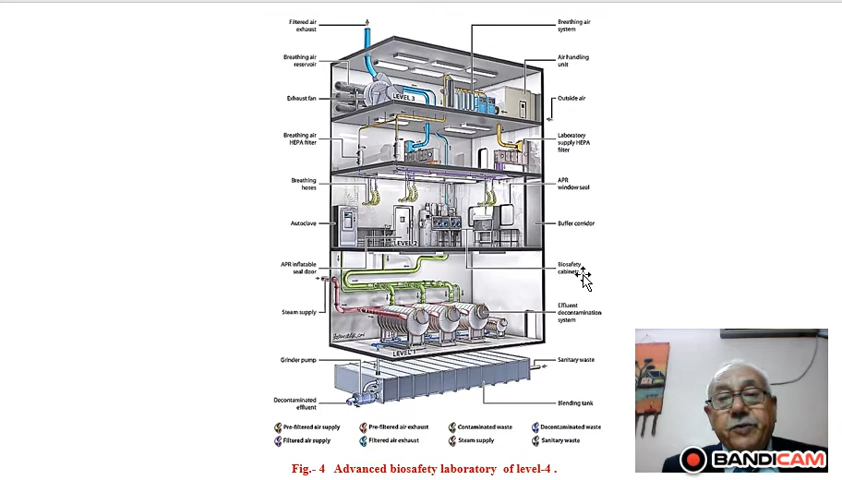 Filtered air
exhaust
Breathing air
reservoir
Exhaust fan
Breathing air
HEPA filter
Breathing
hoses
Autoclave
APR inflatable
seal door
Steam supply
Grinder pump
Decontaminated
effluent
Breathing air
system
Air handling
unit
Outside air
Laboratory
supply HEPA
filter
APR
window seal
Buffer corridor
Biosafety
cabinets
Effluent
decontamination
system
Sanitary waste
Blending tank
LEVEL 3
LEVEL 2
LEVEL 1
Pre-filtered air supply
Pre-filtered air exhaust
Contaminated waste
Decontaminated waste
Filtered air supply
Filtered air exhaust
Steam supply
Sanitary waste
Fig.- 4 Advanced biosafety laboratory of level-4 .
BANDICAM